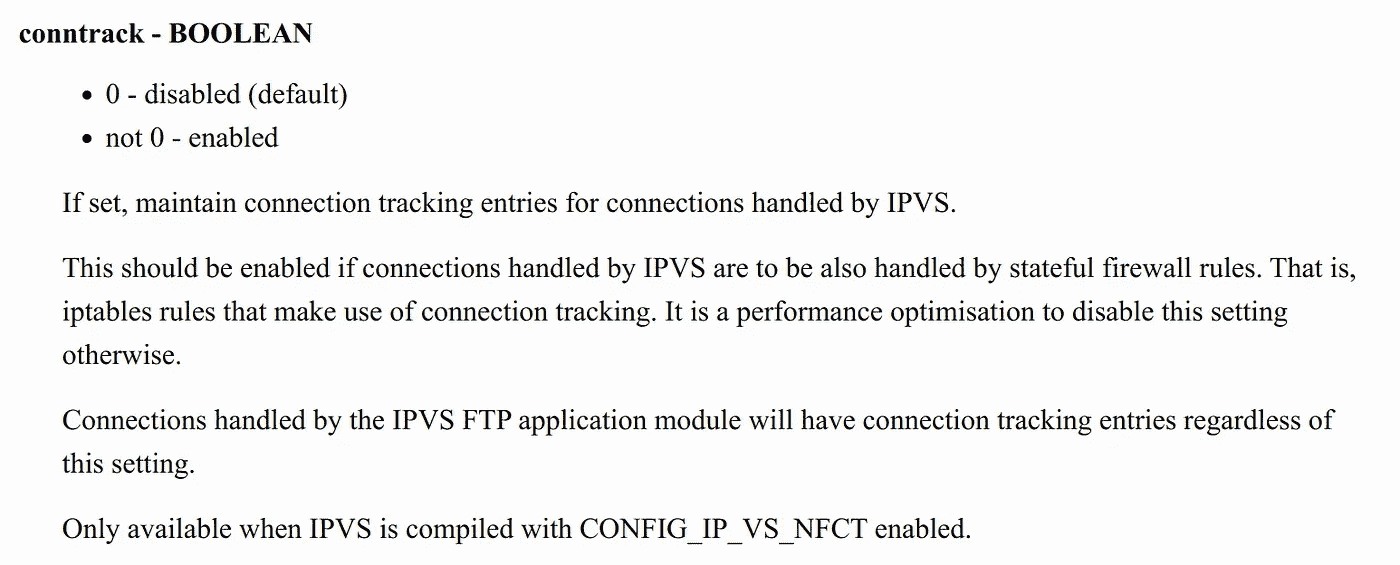 conntrack - BOOLEAN
• 0 - disabled (default)
• not 0 - enabled
If set, maintain connection tracking entries for connections handled by IPVS.
This should be enabled if connections handled by IPVS are to be also handled by stateful firewall rules. That is,
iptables rules that make use of connection tracking. It is a performance optimisation to disable this setting
otherwise.
Connections handled by the IPVS FTP application module will have connection tracking entries regardless of
this setting.
Only available when IPVS is compiled with CONFIG_IP_VS_NFCT enabled.